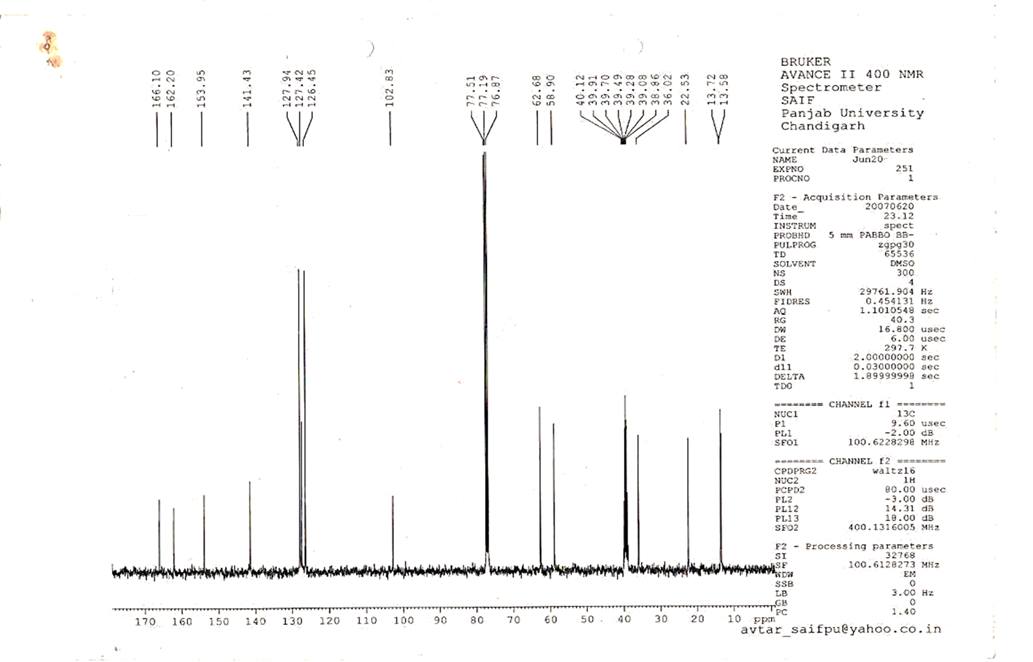 166.10
162.20
153.95
141.43
127.94
127.42
126.45
102.83
77.51
77.19
76.87
62.68
58.90
40.12
39.91
39.70
39.49
39.28
39.08
38.86
36.02
22.53
13.72
13.58
BRUKER
AVANCE II 400 NMR
Spectrometer
SAIF
Panjab University
Chandigarh
Current Data Parameters
NAME Jun20-
EXPNO 251
PROCNO 1
F2 - Acquisition Parameters
Date_ 20070620
Time 23.12
INSTRUM spect
PROBHD 5 mm PABBO BB-
PULPROG zgpg30
TD 65536
SOLVENT DMSO
NS 300
DS 4
SWH 29761.904 Hz
FIDRES 0.454131 Hz
AQ 1.1010548 sec
RG 40.3
DW 16.800 usec
DE 6.00 usec
TE 297.7 K
D1 2.00000000 sec
d11 0.03000000 sec
DELTA 1.89999998 sec
TD0 1
======== CHANNEL f1 ========
NUC1 13C
P1 9.60 usec
PL1 -2.00 dB
SFO1 100.6228298 MHz
======== CHANNEL f2 ========
CPDPRG2 waltz16
NUC2 1H
PCPD2 80.00 usec
PL2 -3.00 dB
PL12 14.31 dB
PL13 18.00 dB
SFO2 400.1316005 MHz
F2 - Processing parameters
SI 32768
SF 100.6128273 MHz
WDW EM
SSB 0
LB 3.00 Hz
GB 0
PC 1.40
170 160 150 140 130 120 110 100 90 80 70 60 50 40 30 20 10 ppm
avtar_saifpu@yahoo.co.in